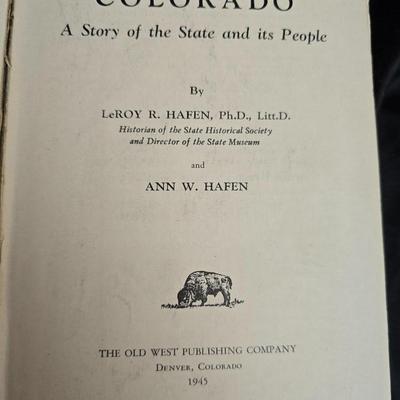 COLORADO
A Story of the State and its People
By
LeROY R. HAFEN, Ph.D., Litt.D.
Historian of the State Historical Society
and Director of the State Museum
and
ANN W. HAFEN
THE OLD WEST PUBLISHING COMPANY
DENVER, COLORADO
1945